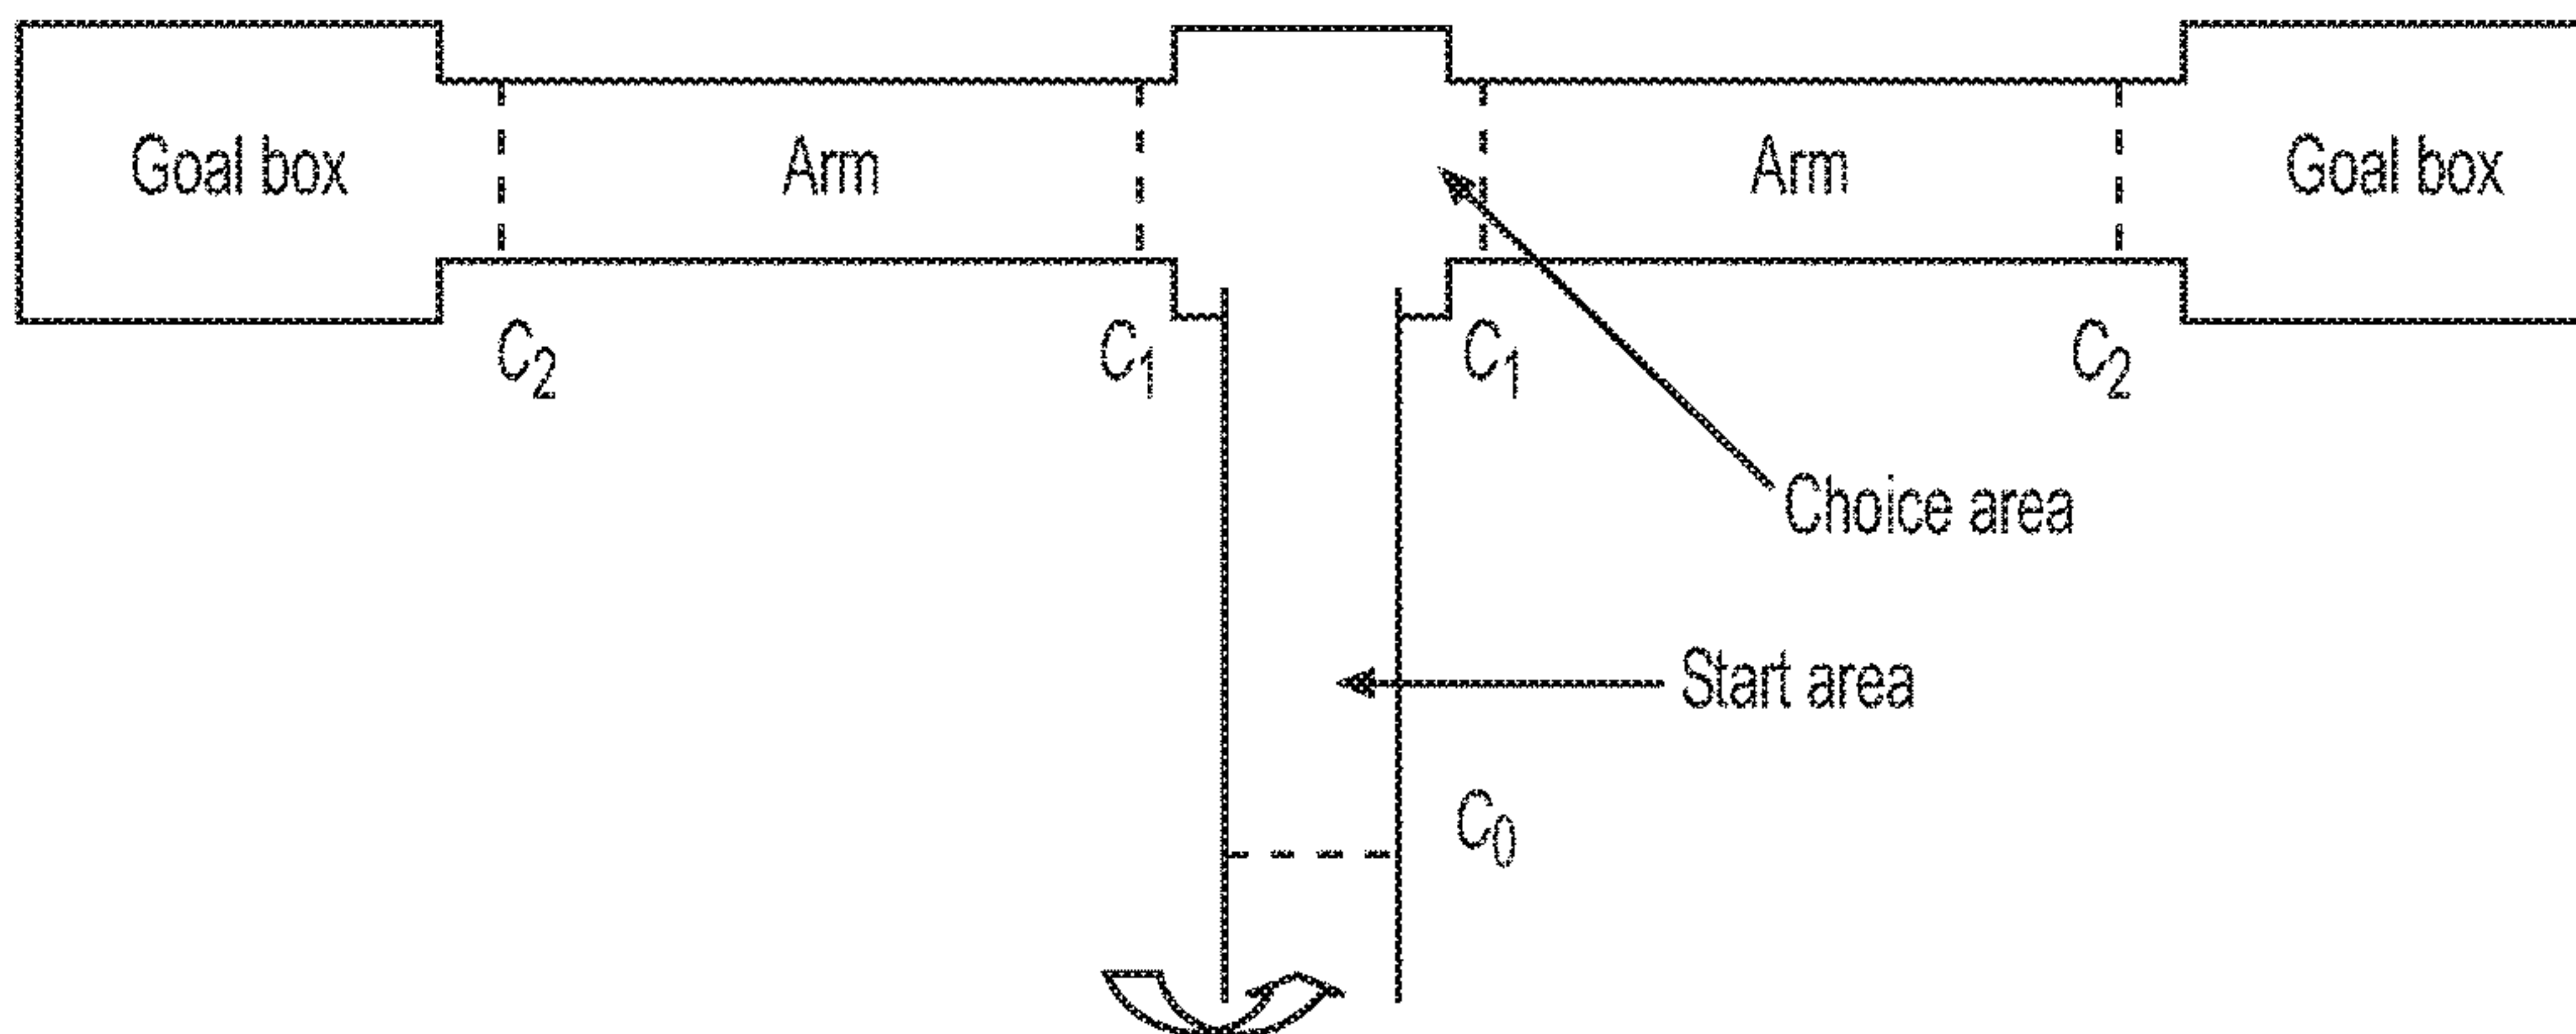 Goal box
Arm
Arm
Goal box
C₂
C₁
C₁
C₂
Choice area
Start area
C₀